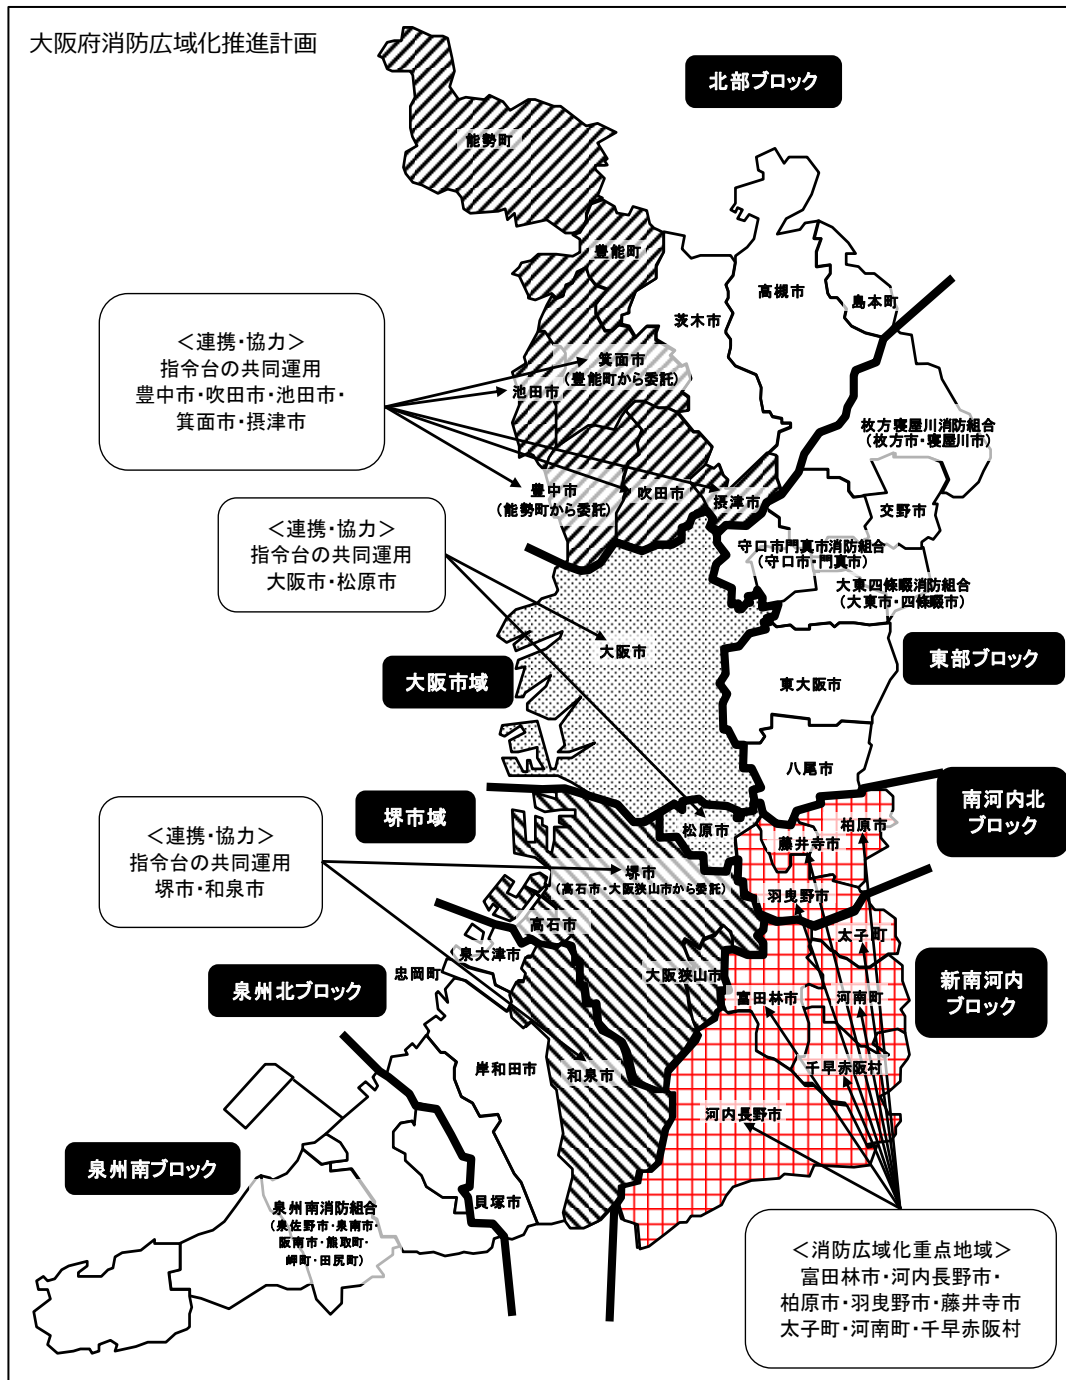 大阪府消防広域化推進計画
北部ブロック
能勢町
豊能町
高槻市
島本町
茨木市
＜連携・協力＞
指令台の共同運用
豊中市・吹田市・池田市・
箕面市・摂津市
箕面市
（豊能町から委託）
池田市
枚方寝屋川消防組合
（枚方市・寝屋川市）
豊中市
（能勢町から委託）
吹田市
摂津市
交野市
＜連携・協力＞
指令台の共同運用
大阪市・松原市
守口市門真市消防組合
（守口市・門真市）
大東四條畷消防組合
（大東市・四條畷市）
大阪市
東部ブロック
大阪市域
東大阪市
八尾市
南河内北
ブロック
堺市域
松原市
柏原市
藤井寺市
＜連携・協力＞
指令台の共同運用
堺市・和泉市
堺市
（高石市・大阪狭山市から委託）
羽曳野市
高石市
太子町
泉大津市
忠岡町
大阪狭山市
泉州北ブロック
富田林市
河南町
新南河内
ブロック
岸和田市
和泉市
千早赤阪村
河内長野市
泉州南ブロック
貝塚市
泉州南消防組合
（泉佐野市・泉南市・
阪南市・熊取町・
岬町・田尻町）
＜消防広域化重点地域＞
富田林市・河内長野市・
柏原市・羽曳野市・藤井寺市
太子町・河南町・千早赤阪村